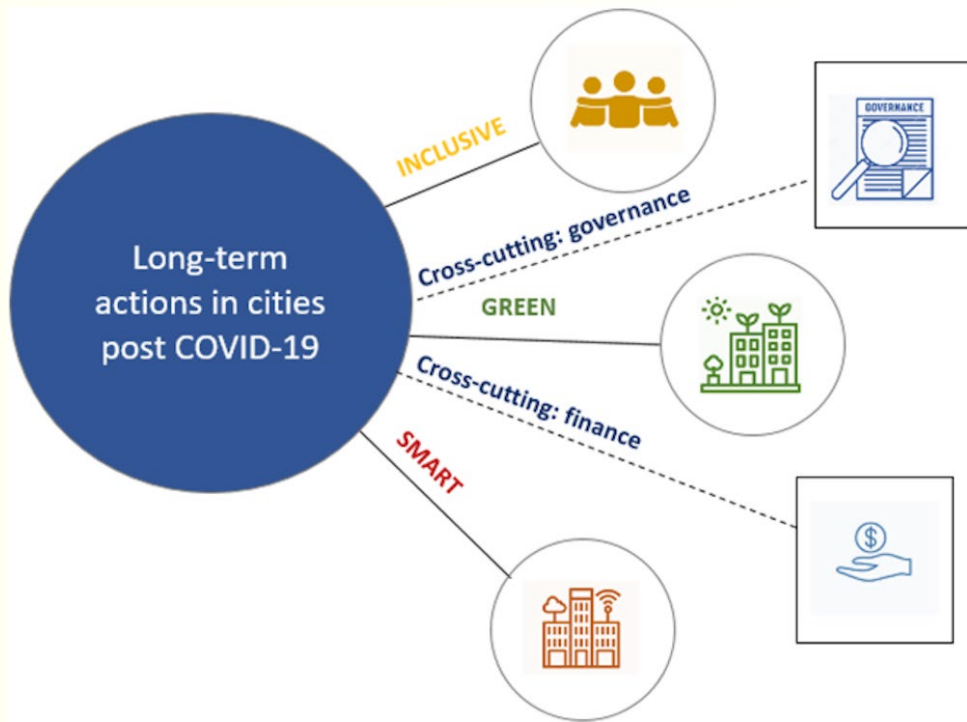 INCLUSIVE
GOVERNANCE
Cross-cutting: governance
Long-term
actions in cities
post COVID-19
GREEN
Cross-cutting: finance
SMART
$